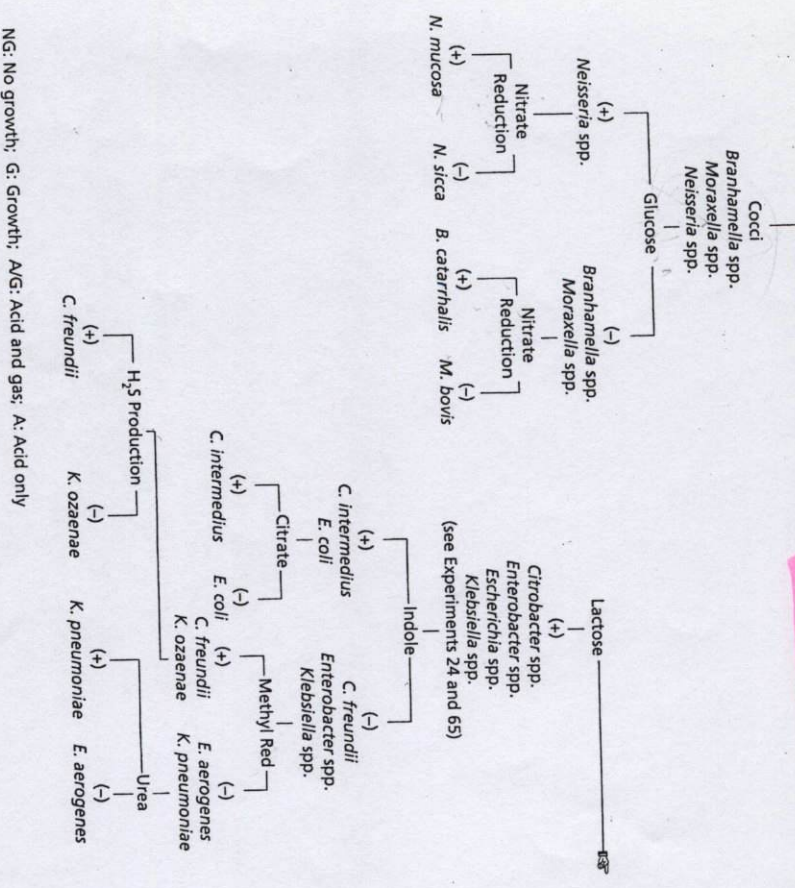 Cocci
Branhamella spp.
Moraxella spp.
Neisseria spp.
Glucose
(+)
Neisseria spp.
(-)
Branhamella spp.
Moraxella spp.
Nitrate
Reduction
(+)
N. mucosa
(-)
N. sicca
Nitrate
Reduction
(+)
B. catarrhalis
(-)
M. bovis
Lactose
(+)
Citrobacter spp.
Enterobacter spp.
Escherichia spp.
Klebsiella spp.
(see Experiments 24 and 65)
Indole
(+)
C. intermedius
E. coli
(-)
C. freundii
Enterobacter spp.
Klebsiella spp.
Citrate
(+)
C. intermedius
(-)
E. coli
Methyl Red
(+)
C. freundii
K. ozaenae
(-)
E. aerogenes
K. pneumoniae
H₂S Production
(+)
C. freundii
(-)
K. ozaenae
Urea
(+)
K. pneumoniae
(-)
E. aerogenes
NG: No growth; G: Growth; A/G: Acid and gas; A: Acid only